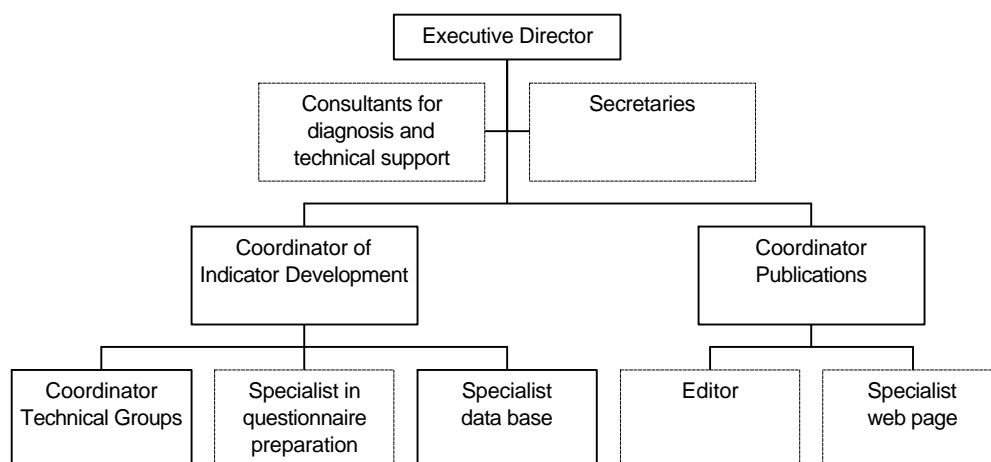 Executive Director
Consultants for
diagnosis and
technical support
Secretaries
Coordinator of
Indicator Development
Coordinator
Publications
Coordinator
Technical Groups
Specialist in
questionnaire
preparation
Specialist
data base
Editor
Specialist
web page